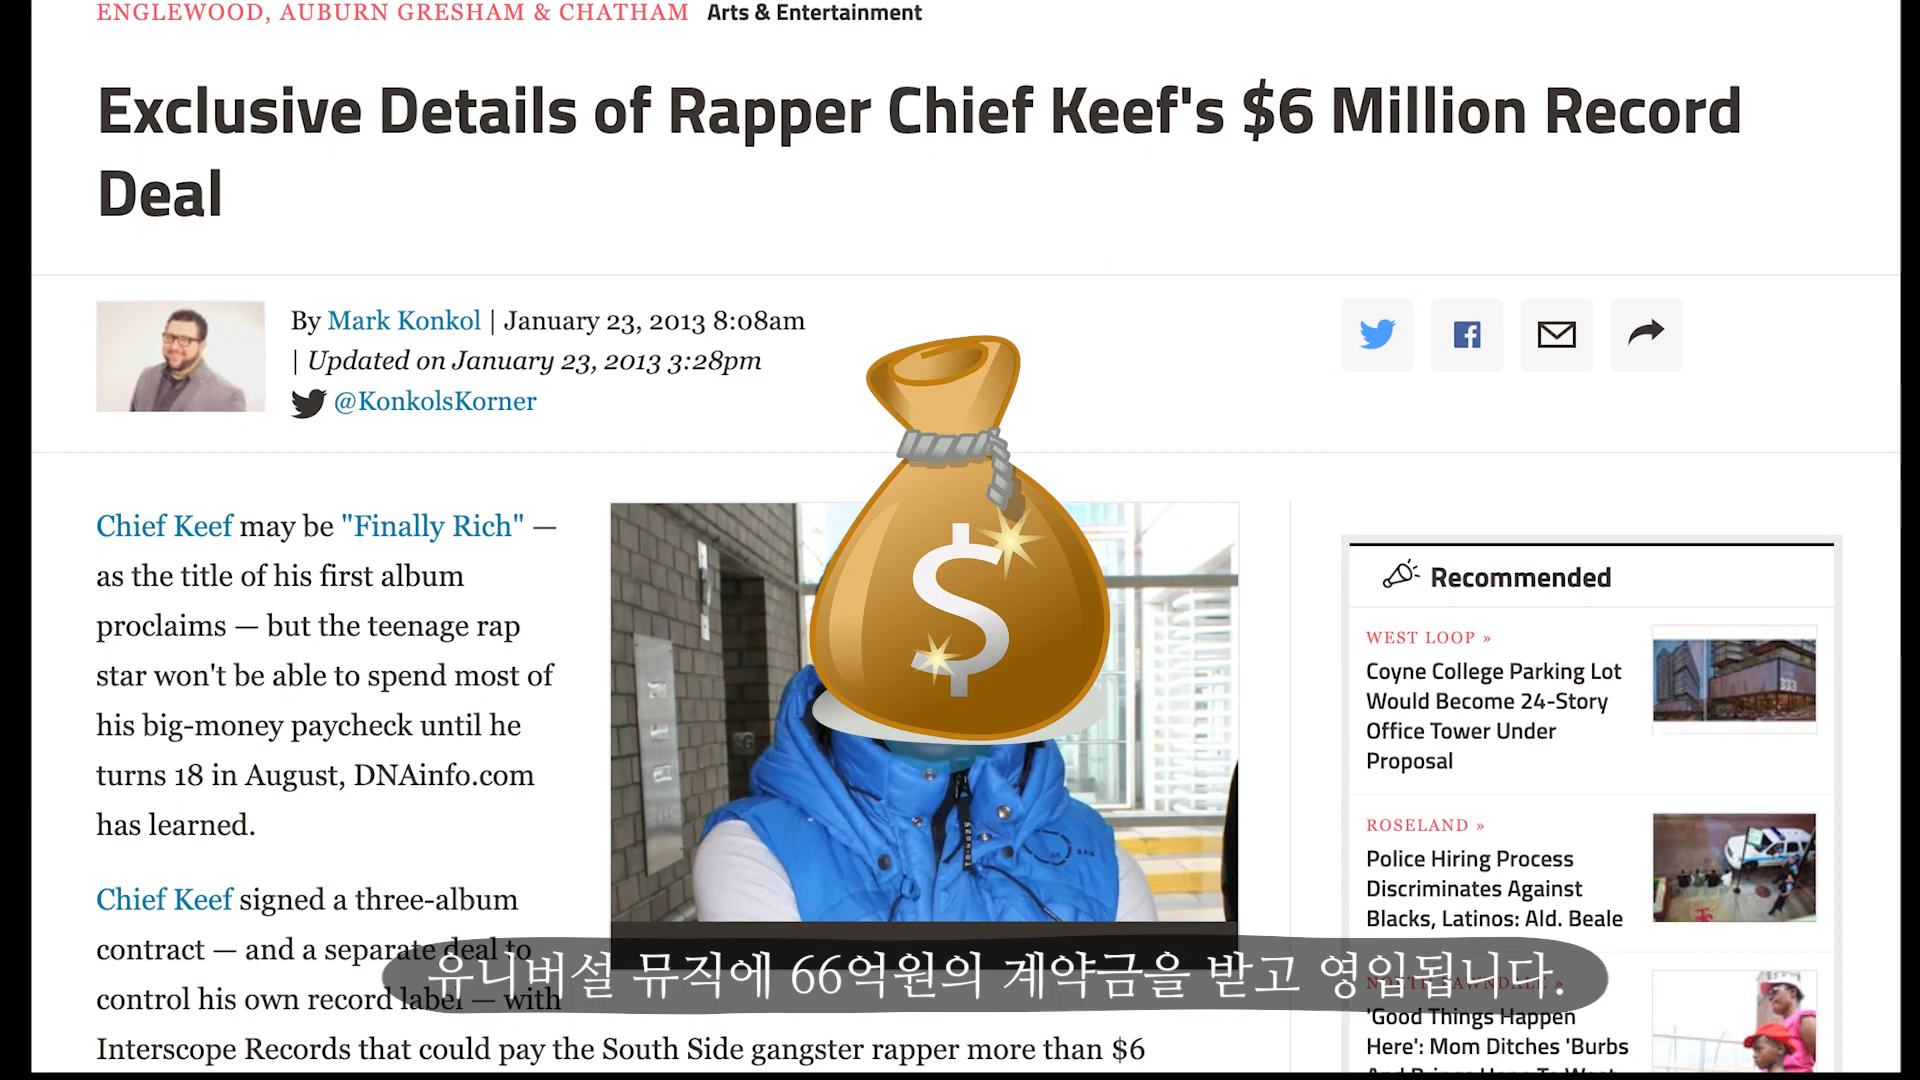 ENGLEWOOD, AUBURN GRESHAM & CHATHAM Arts & Entertainment
Exclusive Details of Rapper Chief Keef's $6 Million Record
Deal
By Mark Konkol | January 23, 2013 8:08am
| Updated on January 23, 2013 3:28pm
@KonkolsKorner
Chief Keef may be "Finally Rich" —
as the title of his first album
proclaims — but the teenage rap
star won't be able to spend most of
his big-money paycheck until he
turns 18 in August, DNAinfo.com
has learned.
Chief Keef signed a three-album
contract — and a separate deal to
control his own record label — with
Interscope Records that could pay the South Side gangster rapper more than $6
$
Recommended
WEST LOOP »
Coyne College Parking Lot
Would Become 24-Story
Office Tower Under
Proposal
333
ROSELAND »
Police Hiring Process
Discriminates Against
Blacks, Latinos: Ald. Beale
NORTH LAWNDALE »
'Good Things Happen
Here': Mom Ditches 'Burbs
유니버설 뮤직에 66억원의 계약금을 받고 영입됩니다.